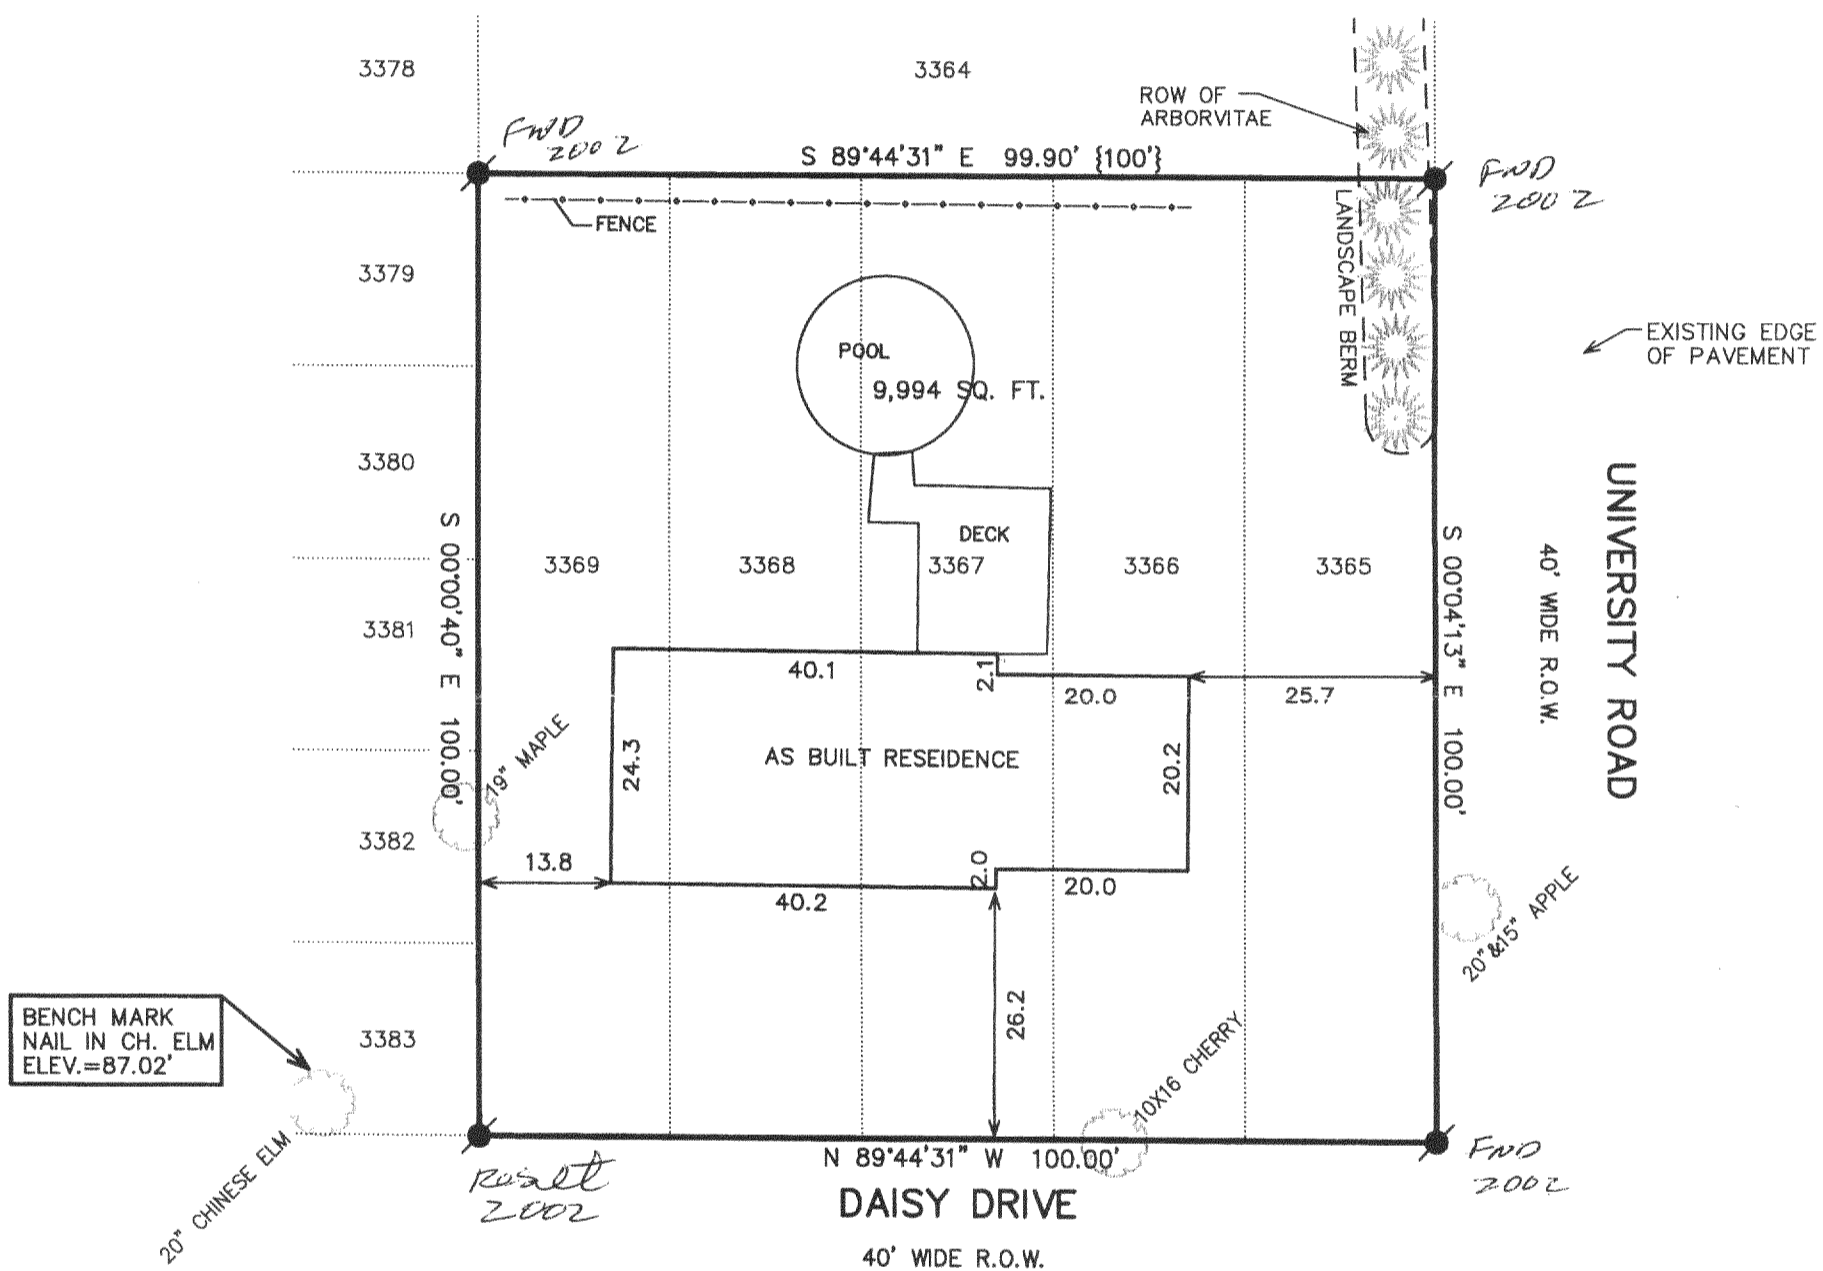 3378
3364
ROW OF
ARBORVITAE
FND
2002
S 89°44'31" E 99.90' {100'}
FND
2002
FENCE
LANDSCAPE BERM
3379
POOL
9,994 SQ. FT.
EXISTING EDGE
OF PAVEMENT
3380
S 00°00'40" E 100.00'
DECK
3369
3368
3367
3366
3365
S 00°04'13" E 100.00'
40' WIDE R.O.W.
UNIVERSITY ROAD
3381
40.1
2.1
20.0
25.7
19" MAPLE
24.3
AS BUILT RESEIDENCE
20.2
3382
13.8
40.2
2.0
20.0
20"&15" APPLE
BENCH MARK
NAIL IN CH. ELM
ELEV.=87.02'
3383
26.2
10X16 CHERRY
20" CHINESE ELM
Reset
2002
N 89°44'31" W 100.00'
FND
2002
DAISY DRIVE
40' WIDE R.O.W.